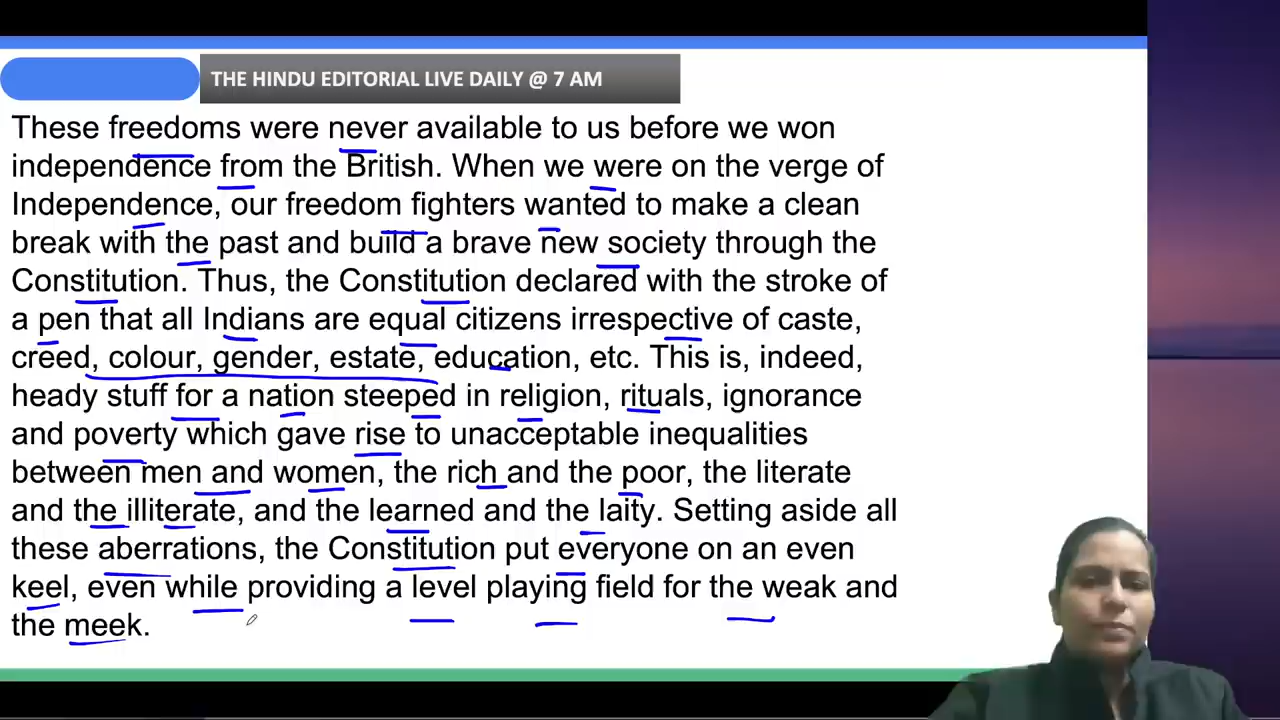 THE HINDU EDITORIAL LIVE DAILY @ 7 AM
These freedoms were never available to us before we won
independence from the British. When we were on the verge of
Independence, our freedom fighters wanted to make a clean
break with the past and build a brave new society through the
Constitution. Thus, the Constitution declared with the stroke of
a pen that all Indians are equal citizens irrespective of caste,
creed, colour, gender, estate, education, etc. This is, indeed,
heady stuff for a nation steeped in religion, rituals, ignorance
and poverty which gave rise to unacceptable inequalities
between men and women, the rich and the poor, the literate
and the illiterate, and the learned and the laity. Setting aside all
these aberrations, the Constitution put everyone on an even
keel, even while providing a level playing field for the weak and
the meek.